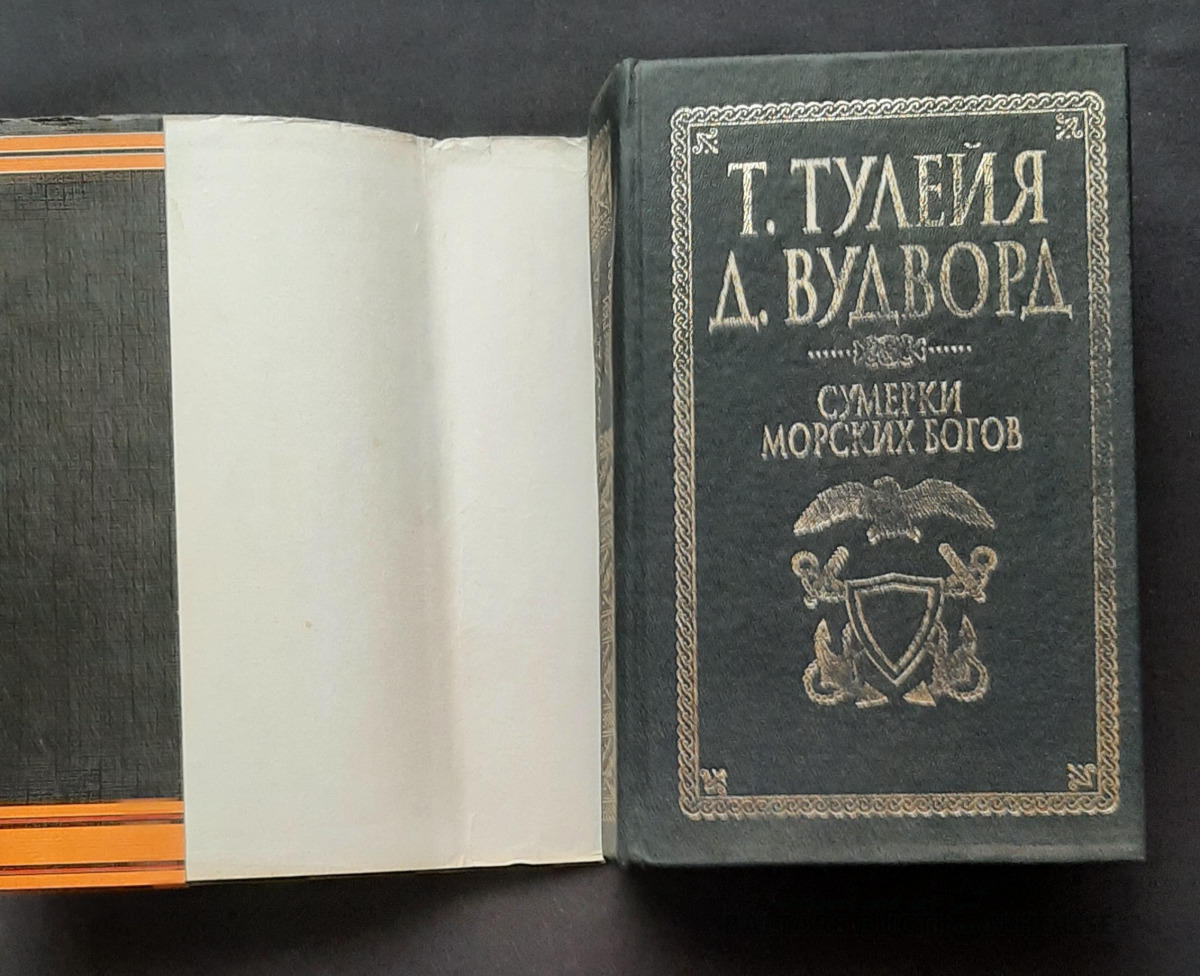 Т. ТУЛЕЙЯ
Д. ВУДВОРД
СУМЕРКИ
МОРСКИХ БОГОВ